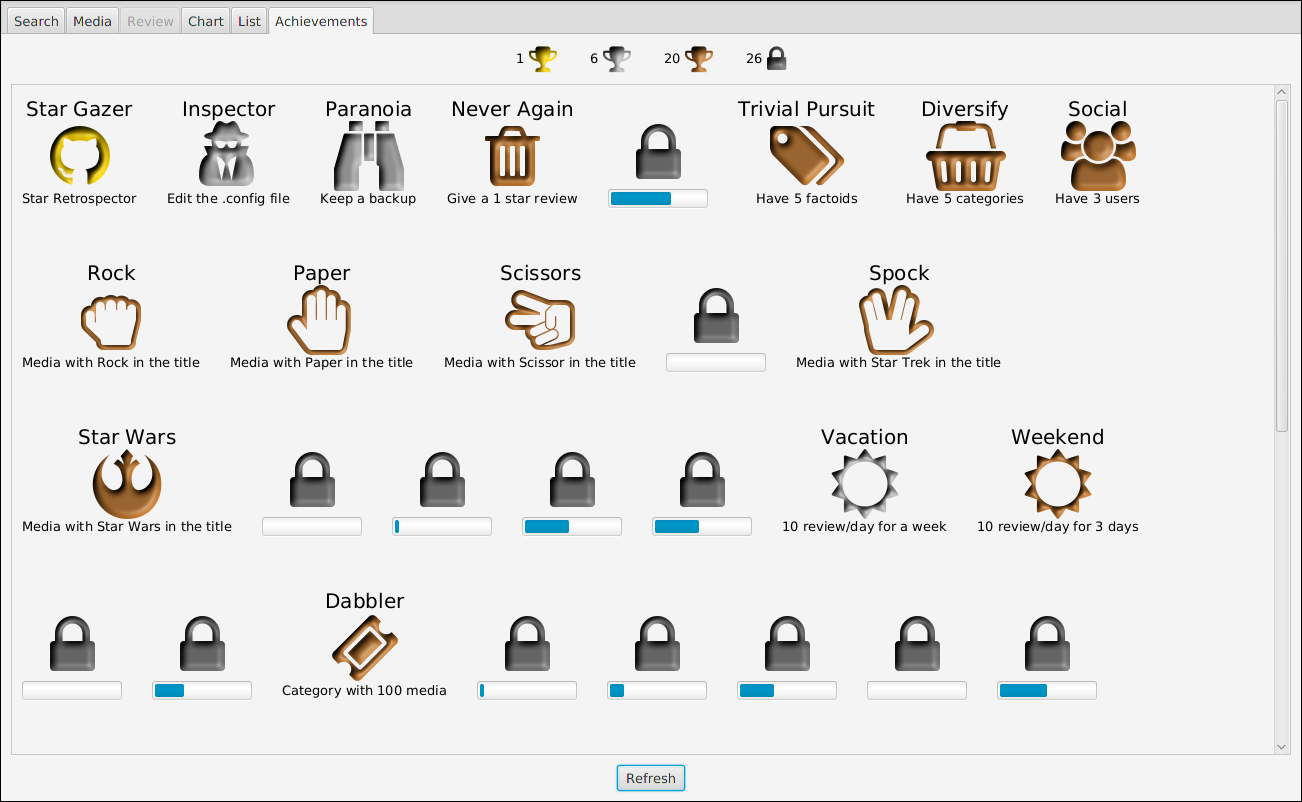 Search Media Review Chart List Achievements
1 6 20 26
Star Gazer Inspector Paranoia Never Again Trivial Pursuit Diversify Social
Star Retrospector Edit the .config file Keep a backup Give a 1 star review Have 5 factoids Have 5 categories Have 3 users
Rock Paper Scissors Spock
Media with Rock in the title Media with Paper in the title Media with Scissor in the title Media with Star Trek in the title
Star Wars Vacation Weekend
Media with Star Wars in the title 10 review/day for a week 10 review/day for 3 days
Dabbler
Category with 100 media
Refresh